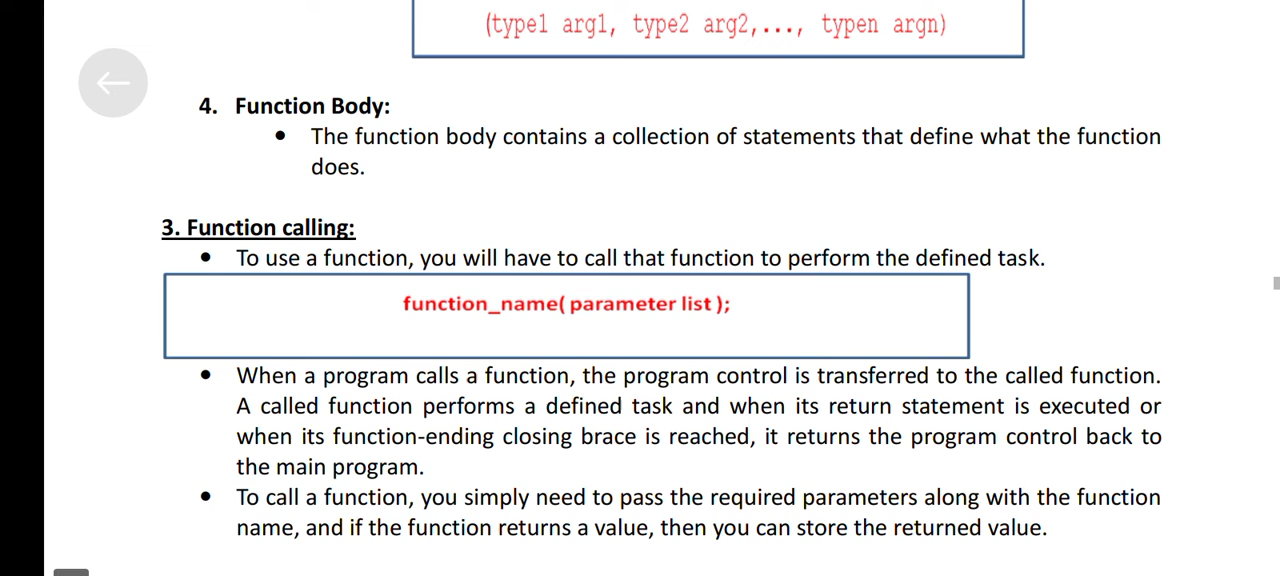 (type1 arg1, type2 arg2,..., typen argn)
4. Function Body:
• The function body contains a collection of statements that define what the function
does.
3. Function calling:
• To use a function, you will have to call that function to perform the defined task.
function_name( parameter list );
• When a program calls a function, the program control is transferred to the called function.
A called function performs a defined task and when its return statement is executed or
when its function-ending closing brace is reached, it returns the program control back to
the main program.
• To call a function, you simply need to pass the required parameters along with the function
name, and if the function returns a value, then you can store the returned value.